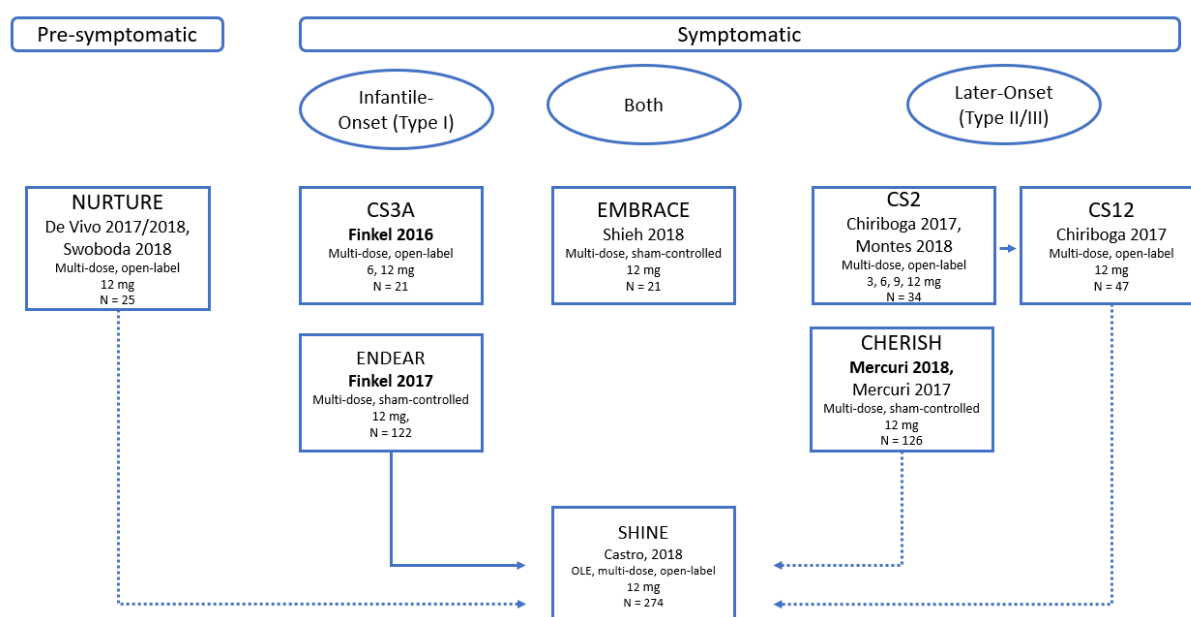 Pre-symptomatic
Symptomatic
Infantile-
Onset (Type I)
Both
Later-Onset
(Type II/III)
NURTURE
De Vivo 2017/2018,
Swoboda 2018
Multi-dose, open-label
12 mg
N = 25
CS3A
Finkel 2016
Multi-dose, open-label
6, 12 mg
N = 21
EMBRACE
Shieh 2018
Multi-dose, sham-controlled
12 mg
N = 21
CS2
Chiriboga 2017,
Montes 2018
Multi-dose, open-label
3, 6, 9, 12 mg
N = 34
CS12
Chiriboga 2017
Multi-dose, open-label
12 mg
N = 47
ENDEAR
Finkel 2017
Multi-dose, sham-controlled
12 mg,
N = 122
CHERISH
Mercuri 2018,
Mercuri 2017
Multi-dose, sham-controlled
12 mg
N = 126
SHINE
Castro, 2018
OLE, multi-dose, open-label
12 mg
N = 274